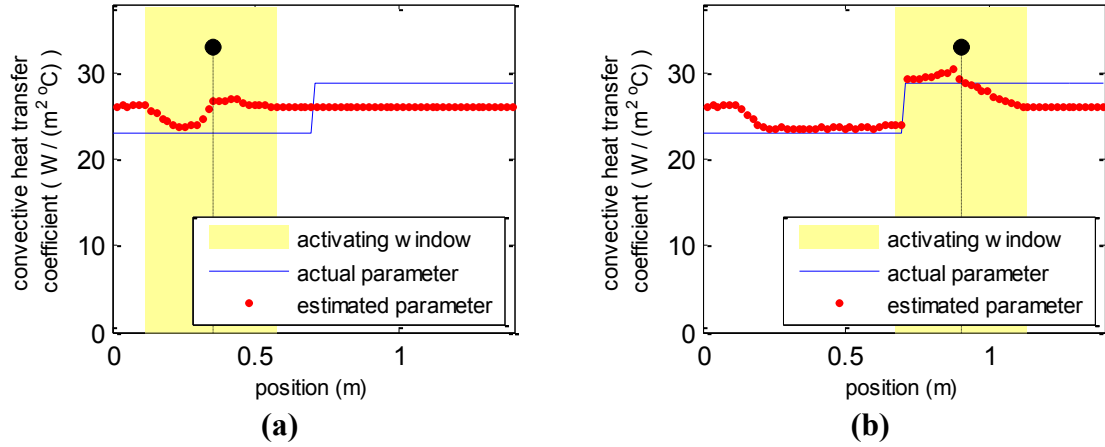 convective heat transfer
coefficient ( W / (m² ºC) )
30
20
10
0
0
0.5
1
position (m)
activating window
actual parameter
estimated parameter
(a)
convective heat transfer
coefficient ( W / (m² ºC) )
30
20
10
0
0
0.5
1
position (m)
activating window
actual parameter
estimated parameter
(b)